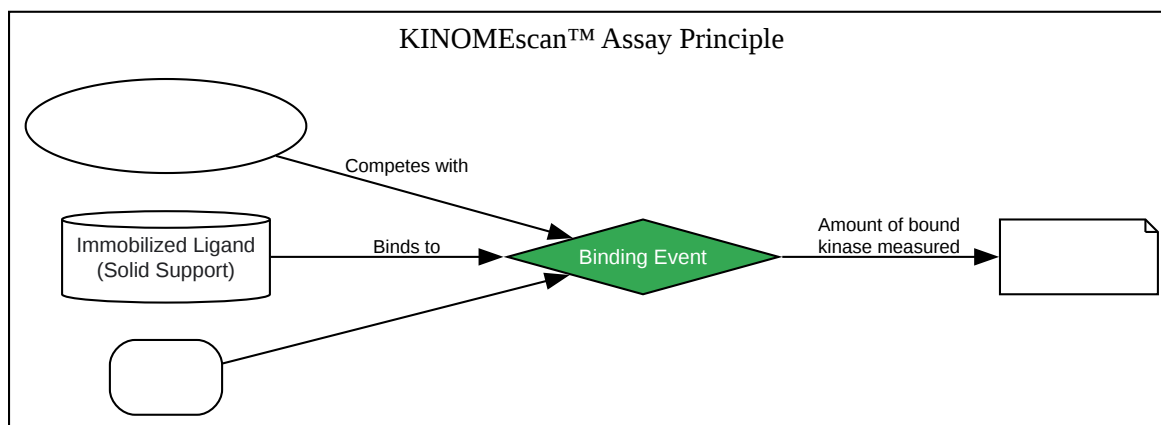 KINOMEscan™ Assay Principle
Competes with
Immobilized Ligand
(Solid Support)
Binds to
Binding Event
Amount of bound
kinase measured